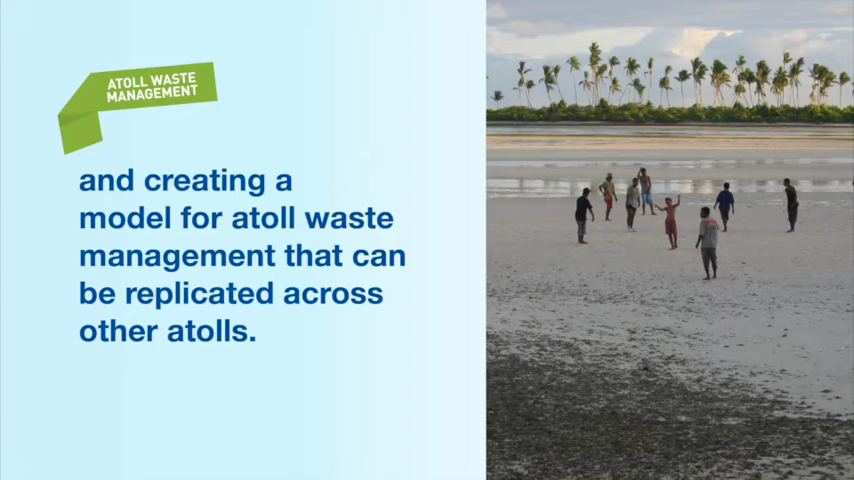 ATOLL WASTE
MANAGEMENT
and creating a
model for atoll waste
management that can
be replicated across
other atolls.